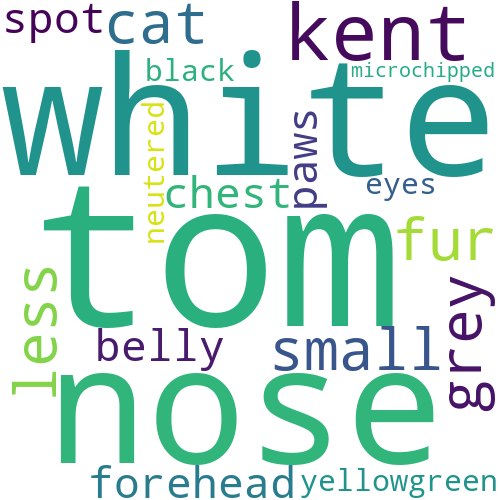 spot cat kent
white
black microchipped
neutered paws
chest eyes
tom fur
less grey
belly small
nose
forehead yellowgreen